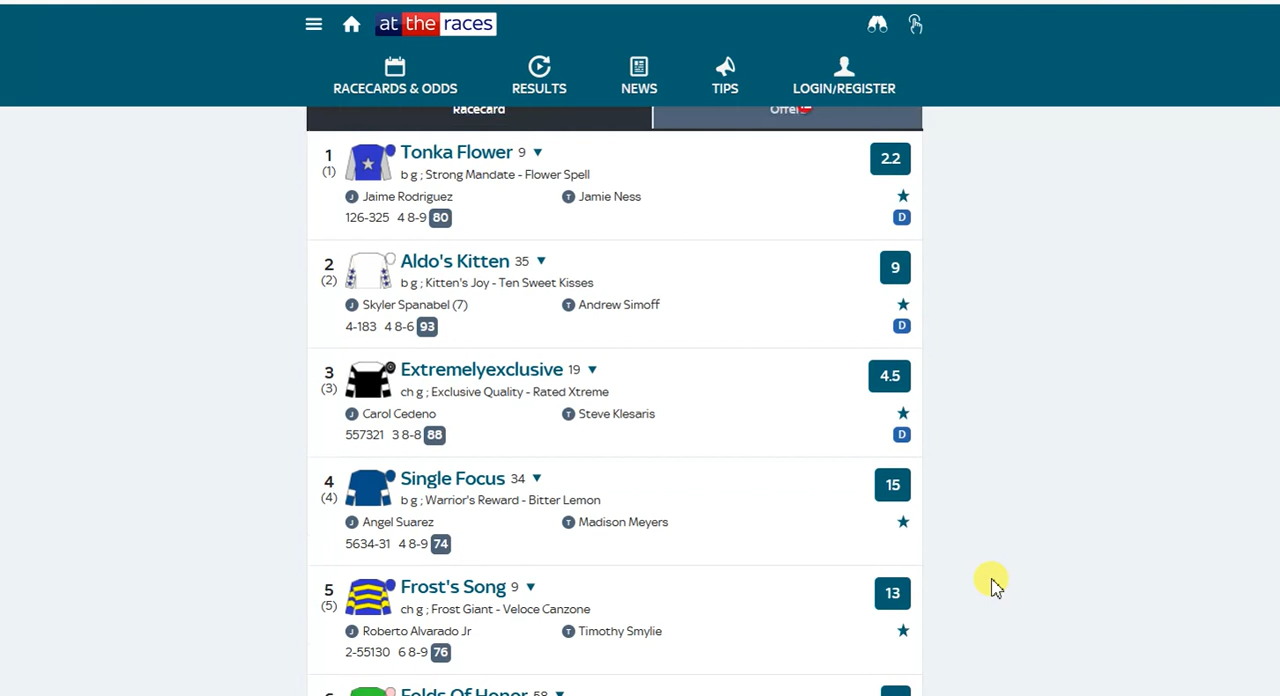 at the races
RACECARDS & ODDS RESULTS NEWS TIPS LOGIN/REGISTER
Racecard Offers
1 Tonka Flower 9 2.2
(1) b g ; Strong Mandate - Flower Spell
J Jaime Rodriguez T Jamie Ness
126-325 4 8-9 80 D
2 Aldo's Kitten 35 9
(2) b g ; Kitten's Joy - Ten Sweet Kisses
J Skyler Spanabel (7) T Andrew Simoff
4-183 4 8-6 93 D
3 Extremelyexclusive 19 4.5
(3) ch g ; Exclusive Quality - Rated Xtreme
J Carol Cedeno T Steve Klesaris
557321 3 8-8 88 D
4 Single Focus 34 15
(4) b g ; Warrior's Reward - Bitter Lemon
J Angel Suarez T Madison Meyers
5634-31 4 8-9 74
5 Frost's Song 9 13
(5) ch g ; Frost Giant - Veloce Canzone
J Roberto Alvarado Jr T Timothy Smylie
2-55130 6 8-9 76
6 Folds Of Honor 58